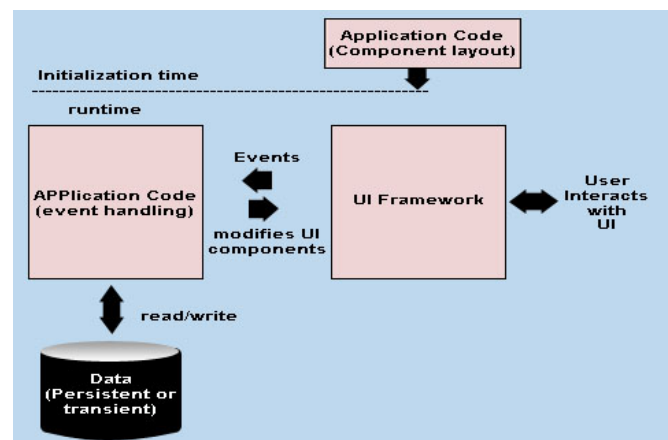 Application Code
(Component layout)
Initialization time
runtime
APPlication Code
(event handling)
Events
modifies UI
components
UI Framework
User
Interacts
with
UI
read/write
Data
(Persistent or
transient)